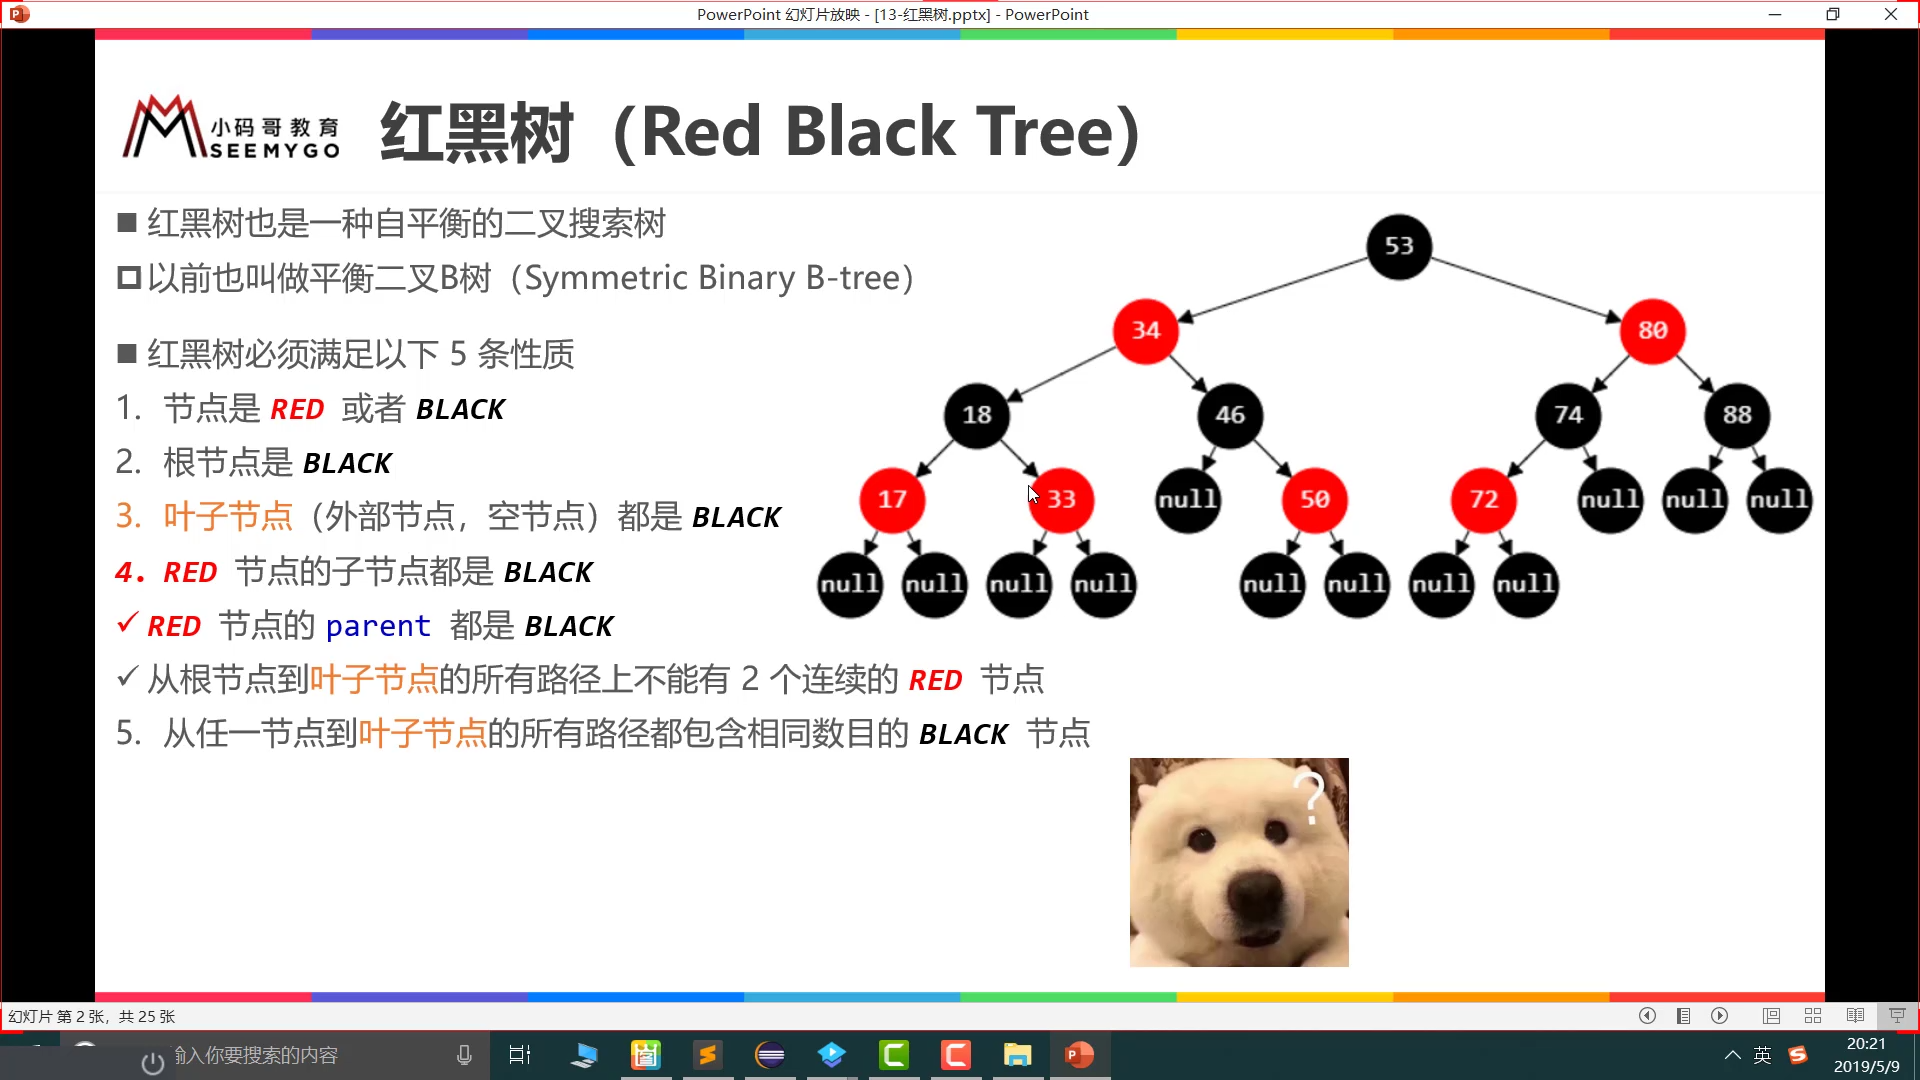 PowerPoint 幻灯片放映 - [13-红黑树.pptx] - PowerPoint
小码哥教育
SEEMYGO
红黑树（Red Black Tree）
■ 红黑树也是一种自平衡的二叉搜索树
以前也叫做平衡二叉B树（Symmetric Binary B-tree）
■ 红黑树必须满足以下 5 条性质
1. 节点是 RED 或者 BLACK
2. 根节点是 BLACK
3. 叶子节点（外部节点，空节点）都是 BLACK
4. RED 节点的子节点都是 BLACK
✓ RED 节点的 parent 都是 BLACK
✓ 从根节点到叶子节点的所有路径上不能有 2 个连续的 RED 节点
5. 从任一节点到叶子节点的所有路径都包含相同数目的 BLACK 节点
53
34 80
18 46 74 88
17 33 null 50 72 null null null
null null null null null null null null
?
幻灯片 第 2 张，共 25 张
输入你要搜索的内容
英
20:21
2019/5/9